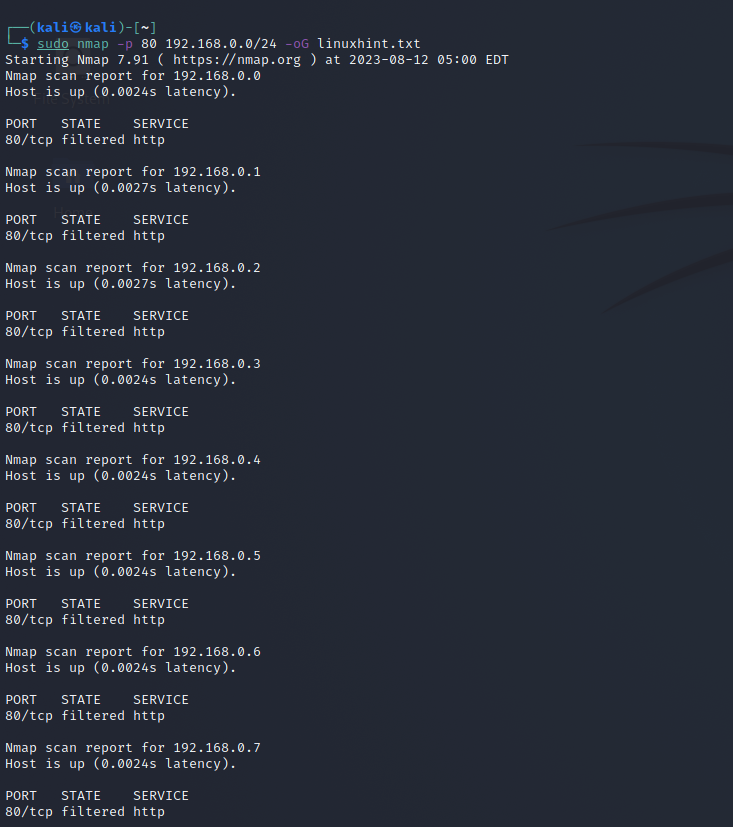 ┌──(kali㉿kali)-[~]
└─$ sudo nmap -p 80 192.168.0.0/24 -oG linuxhint.txt
Starting Nmap 7.91 ( https://nmap.org ) at 2023-08-12 05:00 EDT
Nmap scan report for 192.168.0.0
Host is up (0.0024s latency).

PORT   STATE    SERVICE
80/tcp filtered http

Nmap scan report for 192.168.0.1
Host is up (0.0027s latency).

PORT   STATE    SERVICE
80/tcp filtered http

Nmap scan report for 192.168.0.2
Host is up (0.0027s latency).

PORT   STATE    SERVICE
80/tcp filtered http

Nmap scan report for 192.168.0.3
Host is up (0.0024s latency).

PORT   STATE    SERVICE
80/tcp filtered http

Nmap scan report for 192.168.0.4
Host is up (0.0024s latency).

PORT   STATE    SERVICE
80/tcp filtered http

Nmap scan report for 192.168.0.5
Host is up (0.0024s latency).

PORT   STATE    SERVICE
80/tcp filtered http

Nmap scan report for 192.168.0.6
Host is up (0.0024s latency).

PORT   STATE    SERVICE
80/tcp filtered http

Nmap scan report for 192.168.0.7
Host is up (0.0024s latency).

PORT   STATE    SERVICE
80/tcp filtered http